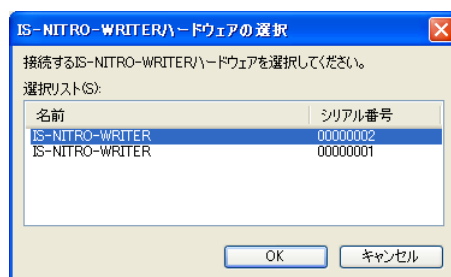 IS-NITRO-WRITERハードウェアの選択
接続するIS-NITRO-WRITERハードウェアを選択してください。
選択リスト(S):
名前 シリアル番号
IS-NITRO-WRITER 00000002
IS-NITRO-WRITER 00000001
OK キャンセル